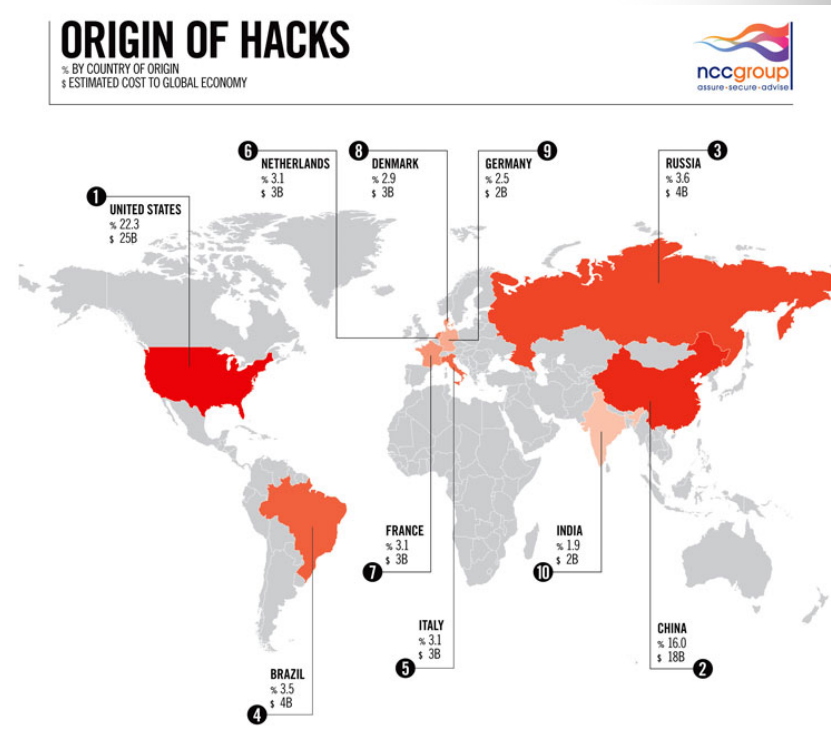 ORIGIN OF HACKS
% BY COUNTRY OF ORIGIN
$ ESTIMATED COST TO GLOBAL ECONOMY
nccgroup
assure·secure·advise
6
NETHERLANDS
% 3.1
$ 3B
8
DENMARK
% 2.9
$ 3B
9
GERMANY
% 2.5
$ 2B
3
RUSSIA
% 3.6
$ 4B
1
UNITED STATES
% 22.3
$ 25B
FRANCE
% 3.1
$ 3B
7
INDIA
% 1.9
$ 2B
10
ITALY
% 3.1
$ 3B
5
CHINA
% 16.0
$ 18B
2
BRAZIL
% 3.5
$ 4B
4